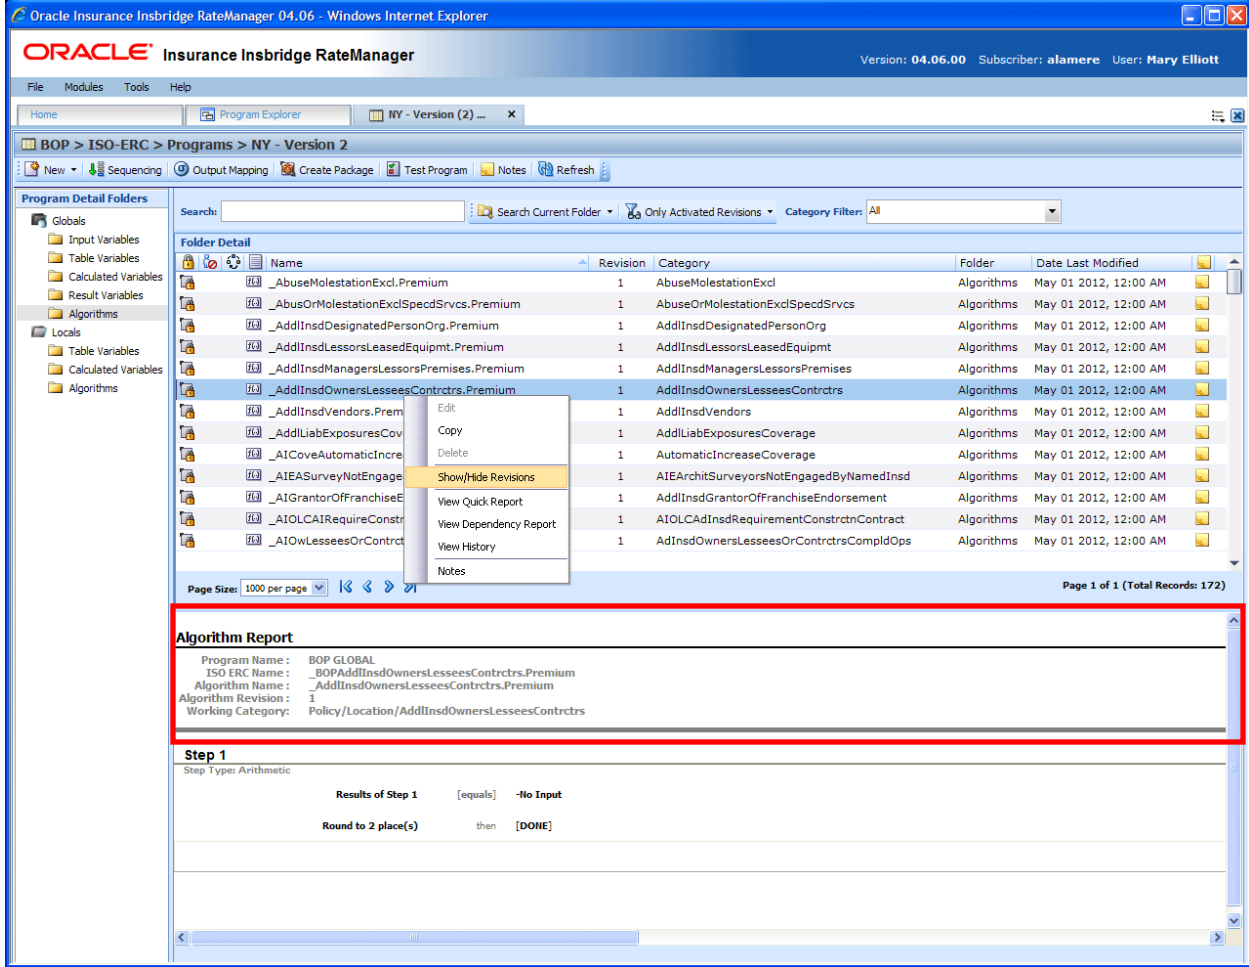 Oracle Insurance Insbridge RateManager 04.06 - Windows Internet Explorer
ORACLE Insurance Insbridge RateManager
Version: 04.06.00 Subscriber: alamere User: Mary Elliott
File Modules Tools Help
Home Program Explorer NY - Version (2) ... x
BOP > ISO-ERC > Programs > NY - Version 2
New Sequencing Output Mapping Create Package Test Program Notes Refresh
Program Detail Folders
Globals
Input Variables
Table Variables
Calculated Variables
Result Variables
Algorithms
Locals
Table Variables
Calculated Variables
Algorithms
Search: Search Current Folder Only Activated Revisions Category Filter: All
Folder Detail
Name Revision Category Folder Date Last Modified
f(x) _AbuseMolestationExcl.Premium 1 AbuseMolestationExcl Algorithms May 01 2012, 12:00 AM
f(x) _AbusOrMolestationExclSpecdSrvcs.Premium 1 AbuseOrMolestationExclSpecdSrvcs Algorithms May 01 2012, 12:00 AM
f(x) _AddlInsdDesignatedPersonOrg.Premium 1 AddlInsdDesignatedPersonOrg Algorithms May 01 2012, 12:00 AM
f(x) _AddlInsdLessorsLeasedEquipmt.Premium 1 AddlInsdLessorsLeasedEquipmt Algorithms May 01 2012, 12:00 AM
f(x) _AddlInsdManagersLessorsPremises.Premium 1 AddlInsdManagersLessorsPremises Algorithms May 01 2012, 12:00 AM
f(x) _AddlInsdOwnersLesseesContrctrs.Premium 1 AddlInsdOwnersLesseesContrctrs Algorithms May 01 2012, 12:00 AM
f(x) _AddlInsdVendors.Prem 1 AddlInsdVendors Algorithms May 01 2012, 12:00 AM
f(x) _AddlLiabExposuresCov 1 AddlLiabExposuresCoverage Algorithms May 01 2012, 12:00 AM
f(x) _AICoveAutomaticIncre 1 AutomaticIncreaseCoverage Algorithms May 01 2012, 12:00 AM
f(x) _AIEASurveyNotEngage 1 AIEArchitSurveyorsNotEngagedByNamedInsd Algorithms May 01 2012, 12:00 AM
f(x) _AIGrantorOfFranchiseE 1 AddlInsdGrantorOfFranchiseEndorsement Algorithms May 01 2012, 12:00 AM
f(x) _AIOLCAIRequireConstr 1 AIOLCAdInsdRequirementConstrctnContract Algorithms May 01 2012, 12:00 AM
f(x) _AIOwLesseesOrContrct 1 AdInsdOwnersLesseesOrContrctrsCompldOps Algorithms May 01 2012, 12:00 AM
Edit
Copy
Delete
Show/Hide Revisions
View Quick Report
View Dependency Report
View History
Notes
Page Size: 1000 per page Page 1 of 1 (Total Records: 172)
Algorithm Report
Program Name : BOP GLOBAL
ISO ERC Name : _BOPAddlInsdOwnersLesseesContrctrs.Premium
Algorithm Name : _AddlInsdOwnersLesseesContrctrs.Premium
Algorithm Revision : 1
Working Category: Policy/Location/AddlInsdOwnersLesseesContrctrs
Step 1
Step Type: Arithmetic
Results of Step 1 [equals] -No Input
Round to 2 place(s) then [DONE]